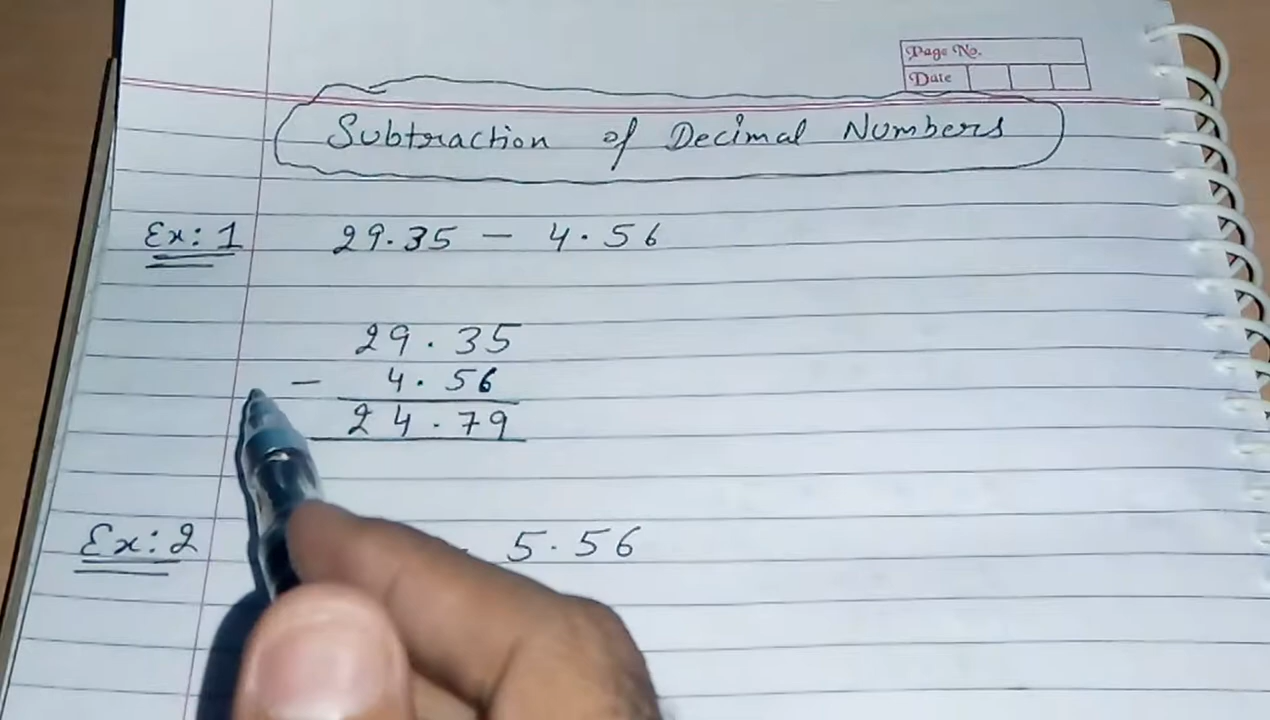 Page No.
Date
Subtraction of Decimal Numbers
Ex: 1 29.35 - 4.56
29.35
- 4.56
24.79
Ex: 2 - 5.56